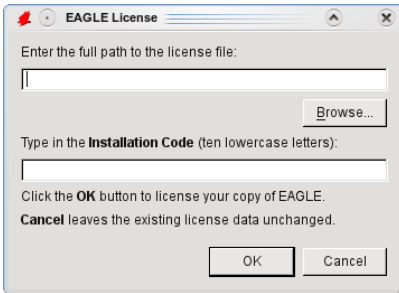 EAGLE License
Enter the full path to the license file:
Browse...
Type in the Installation Code (ten lowercase letters):
Click the OK button to license your copy of EAGLE.
Cancel leaves the existing license data unchanged.
OK Cancel